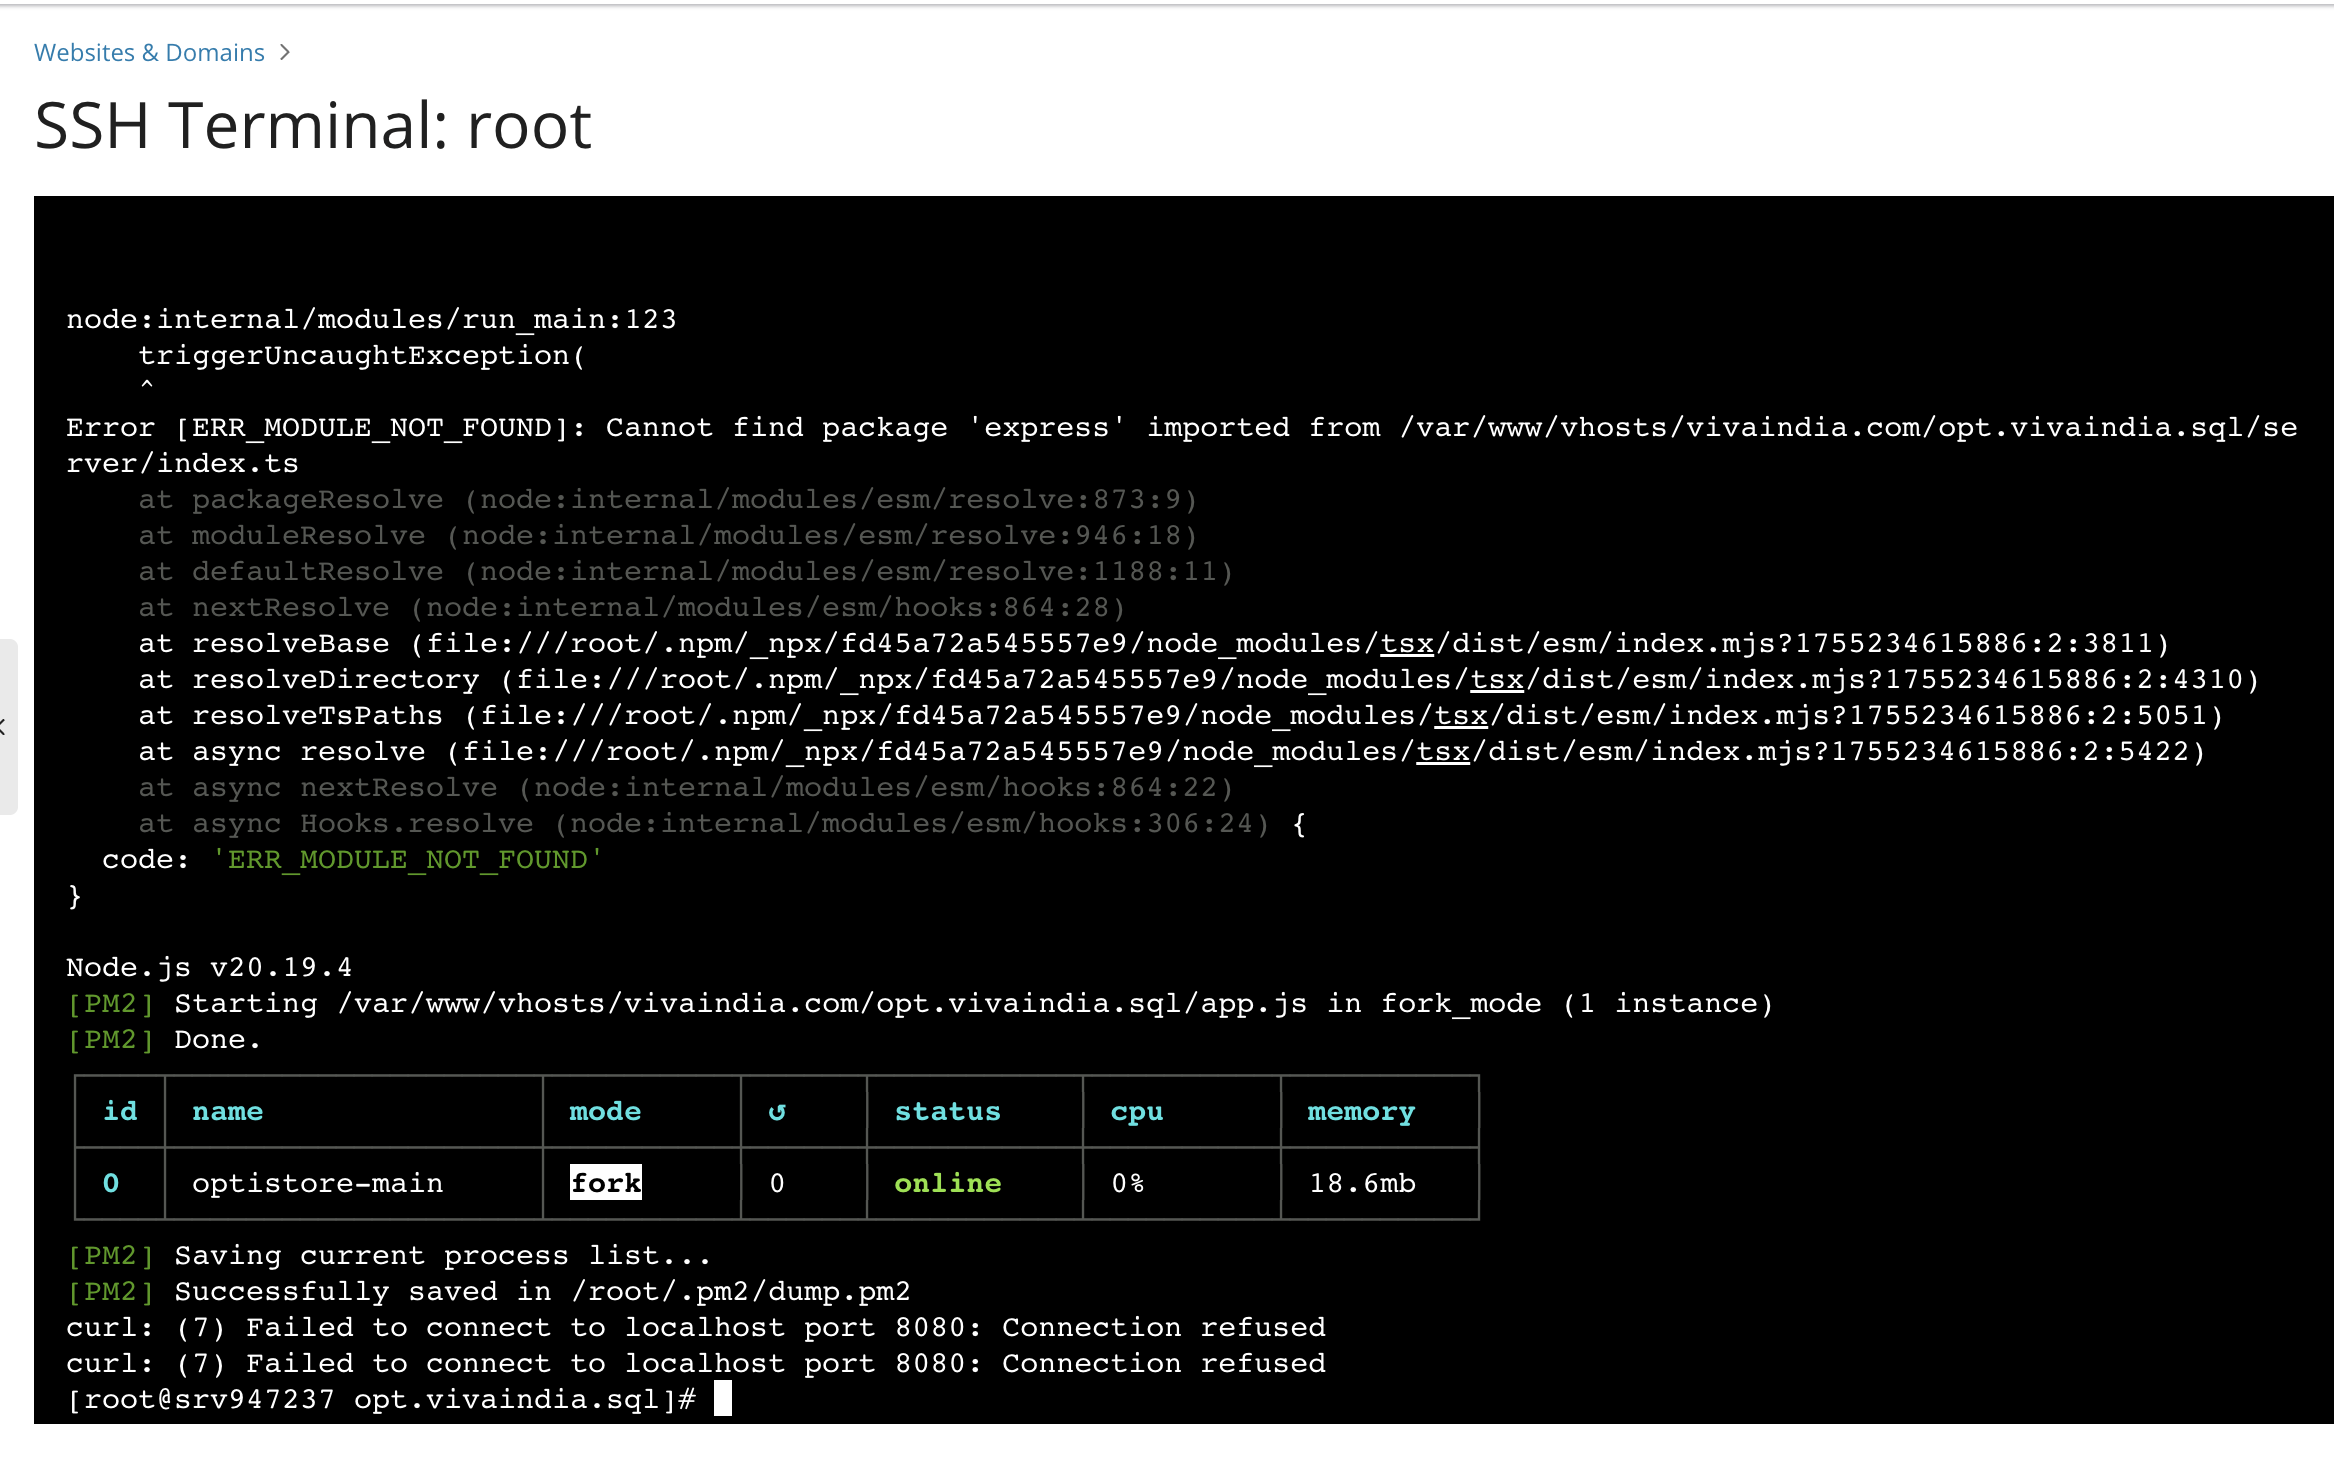 Websites & Domains >
SSH Terminal: root
node:internal/modules/run_main:123
    triggerUncaughtException(
    ^
Error [ERR_MODULE_NOT_FOUND]: Cannot find package 'express' imported from /var/www/vhosts/vivaindia.com/opt.vivaindia.sql/se
rver/index.ts
    at packageResolve (node:internal/modules/esm/resolve:873:9)
    at moduleResolve (node:internal/modules/esm/resolve:946:18)
    at defaultResolve (node:internal/modules/esm/resolve:1188:11)
    at nextResolve (node:internal/modules/esm/hooks:864:28)
    at resolveBase (file:///root/.npm/_npx/fd45a72a545557e9/node_modules/tsx/dist/esm/index.mjs?1755234615886:2:3811)
    at resolveDirectory (file:///root/.npm/_npx/fd45a72a545557e9/node_modules/tsx/dist/esm/index.mjs?1755234615886:2:4310)
    at resolveTsPaths (file:///root/.npm/_npx/fd45a72a545557e9/node_modules/tsx/dist/esm/index.mjs?1755234615886:2:5051)
    at async resolve (file:///root/.npm/_npx/fd45a72a545557e9/node_modules/tsx/dist/esm/index.mjs?1755234615886:2:5422)
    at async nextResolve (node:internal/modules/esm/hooks:864:22)
    at async Hooks.resolve (node:internal/modules/esm/hooks:306:24) {
  code: 'ERR_MODULE_NOT_FOUND'
}
Node.js v20.19.4
[PM2] Starting /var/www/vhosts/vivaindia.com/opt.vivaindia.sql/app.js in fork_mode (1 instance)
[PM2] Done.
id name mode ↺ status cpu memory
0 optistore-main fork 0 online 0% 18.6mb
[PM2] Saving current process list...
[PM2] Successfully saved in /root/.pm2/dump.pm2
curl: (7) Failed to connect to localhost port 8080: Connection refused
curl: (7) Failed to connect to localhost port 8080: Connection refused
[root@srv947237 opt.vivaindia.sql]#